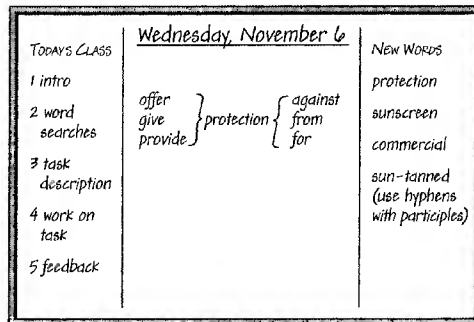 TODAYS CLASS
1 intro
2 word
searches
3 task
description
4 work on
task
5 feedback
Wednesday, November 6
offer
give
provide
protection
against
from
for
NEW WORDS
protection
sunscreen
commercial
sun-tanned
(use hyphens
with participles)